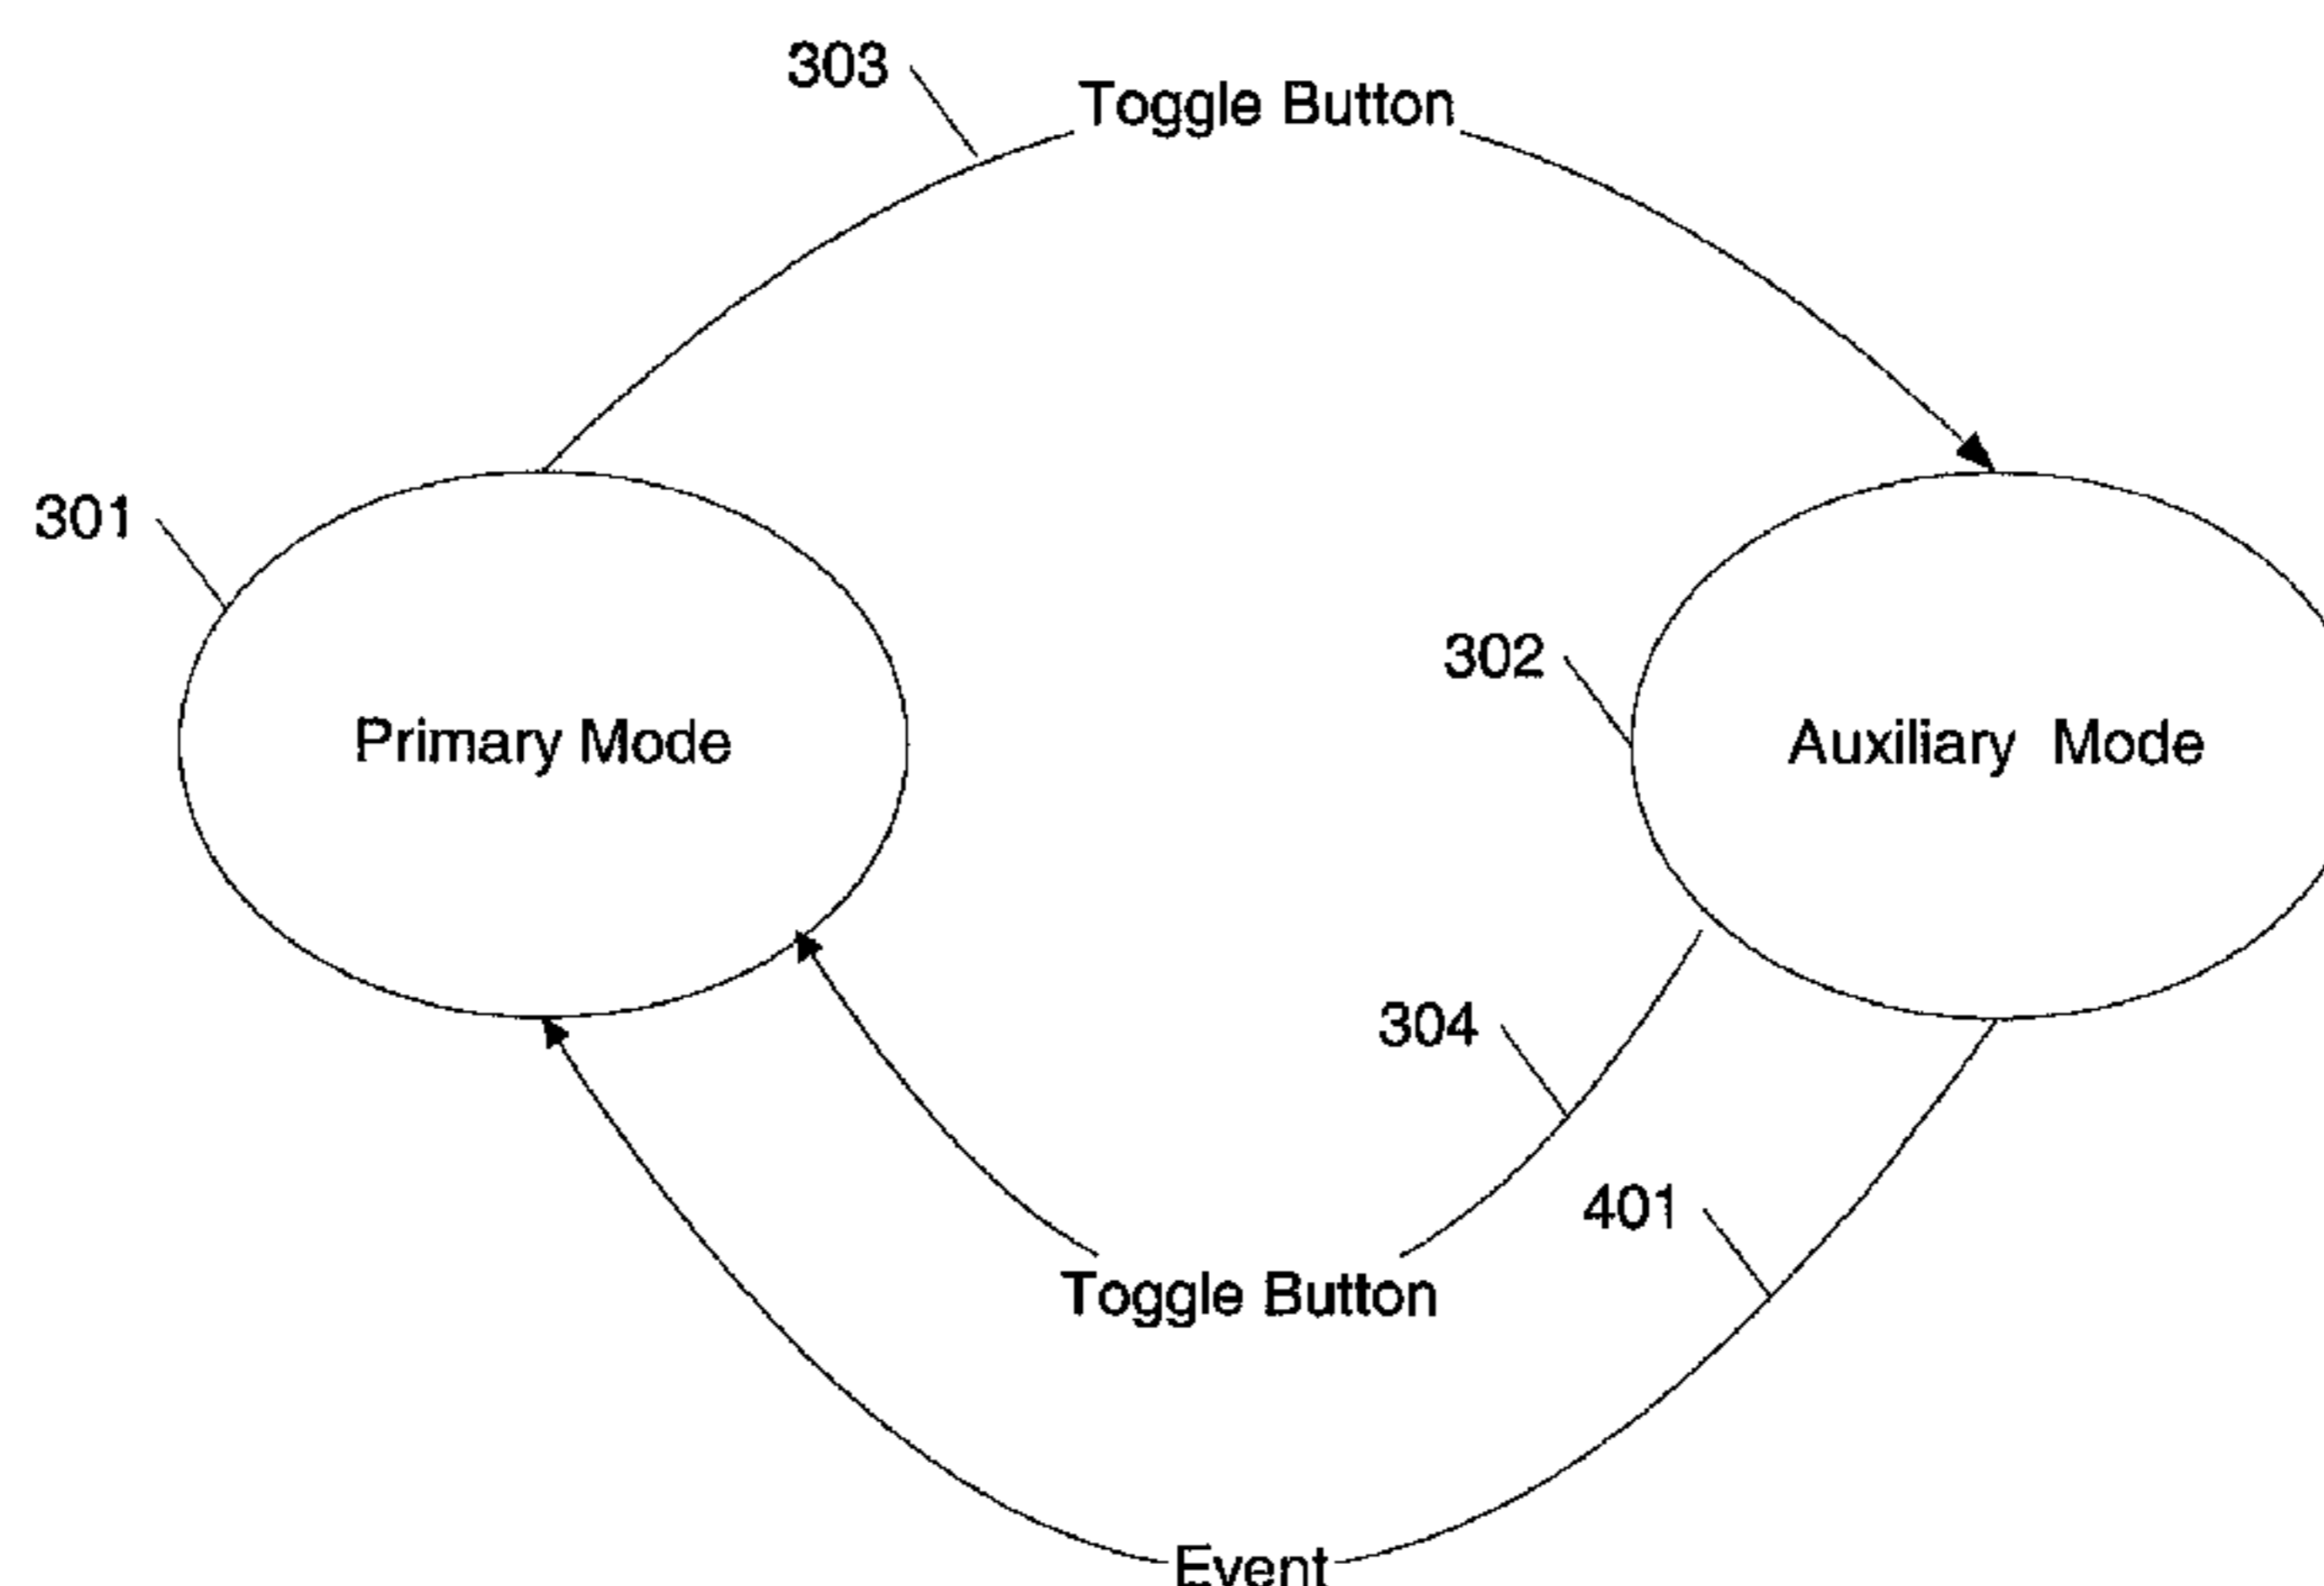 303
Toggle Button
301
302
Primary Mode
Auxiliary Mode
304
401
Toggle Button
Event